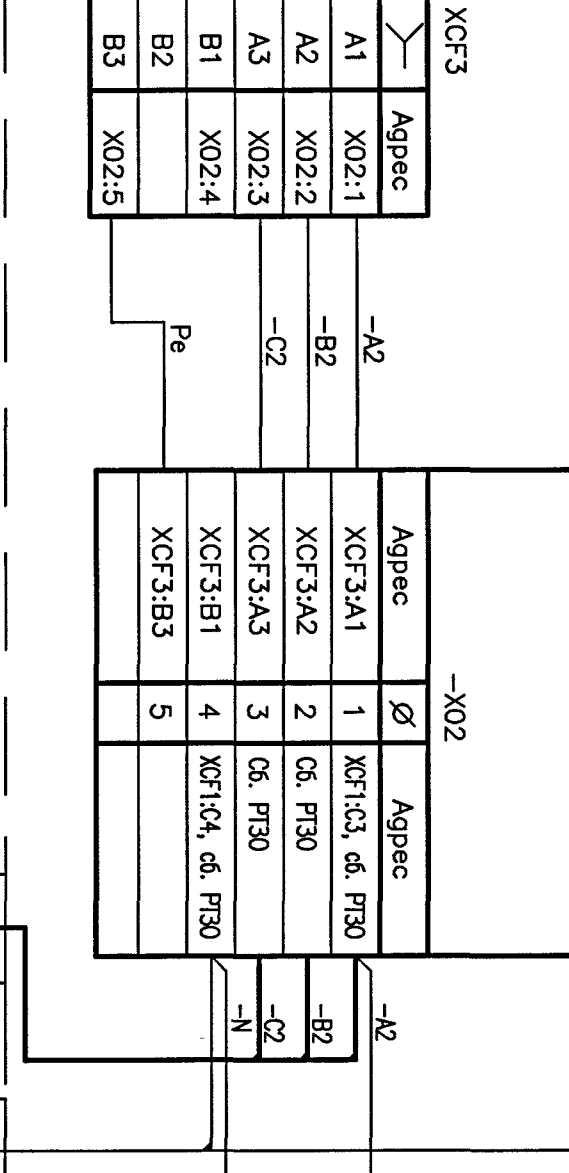 XCF3
-X02
Адрес
Адрес Ø Адрес
A1 X02:1 -A2 XCF3:A1 1 XCF1:C3, сб. РТ30 -A2
A2 X02:2 -B2 XCF3:A2 2 Сб. РТ30 -B2
A3 X02:3 -C2 XCF3:A3 3 Сб. РТ30 -C2
B1 X02:4 XCF3:B1 4 XCF1:C4, сб. РТ30 -N
B2 Pe XCF3:B3 5
B3 X02:5